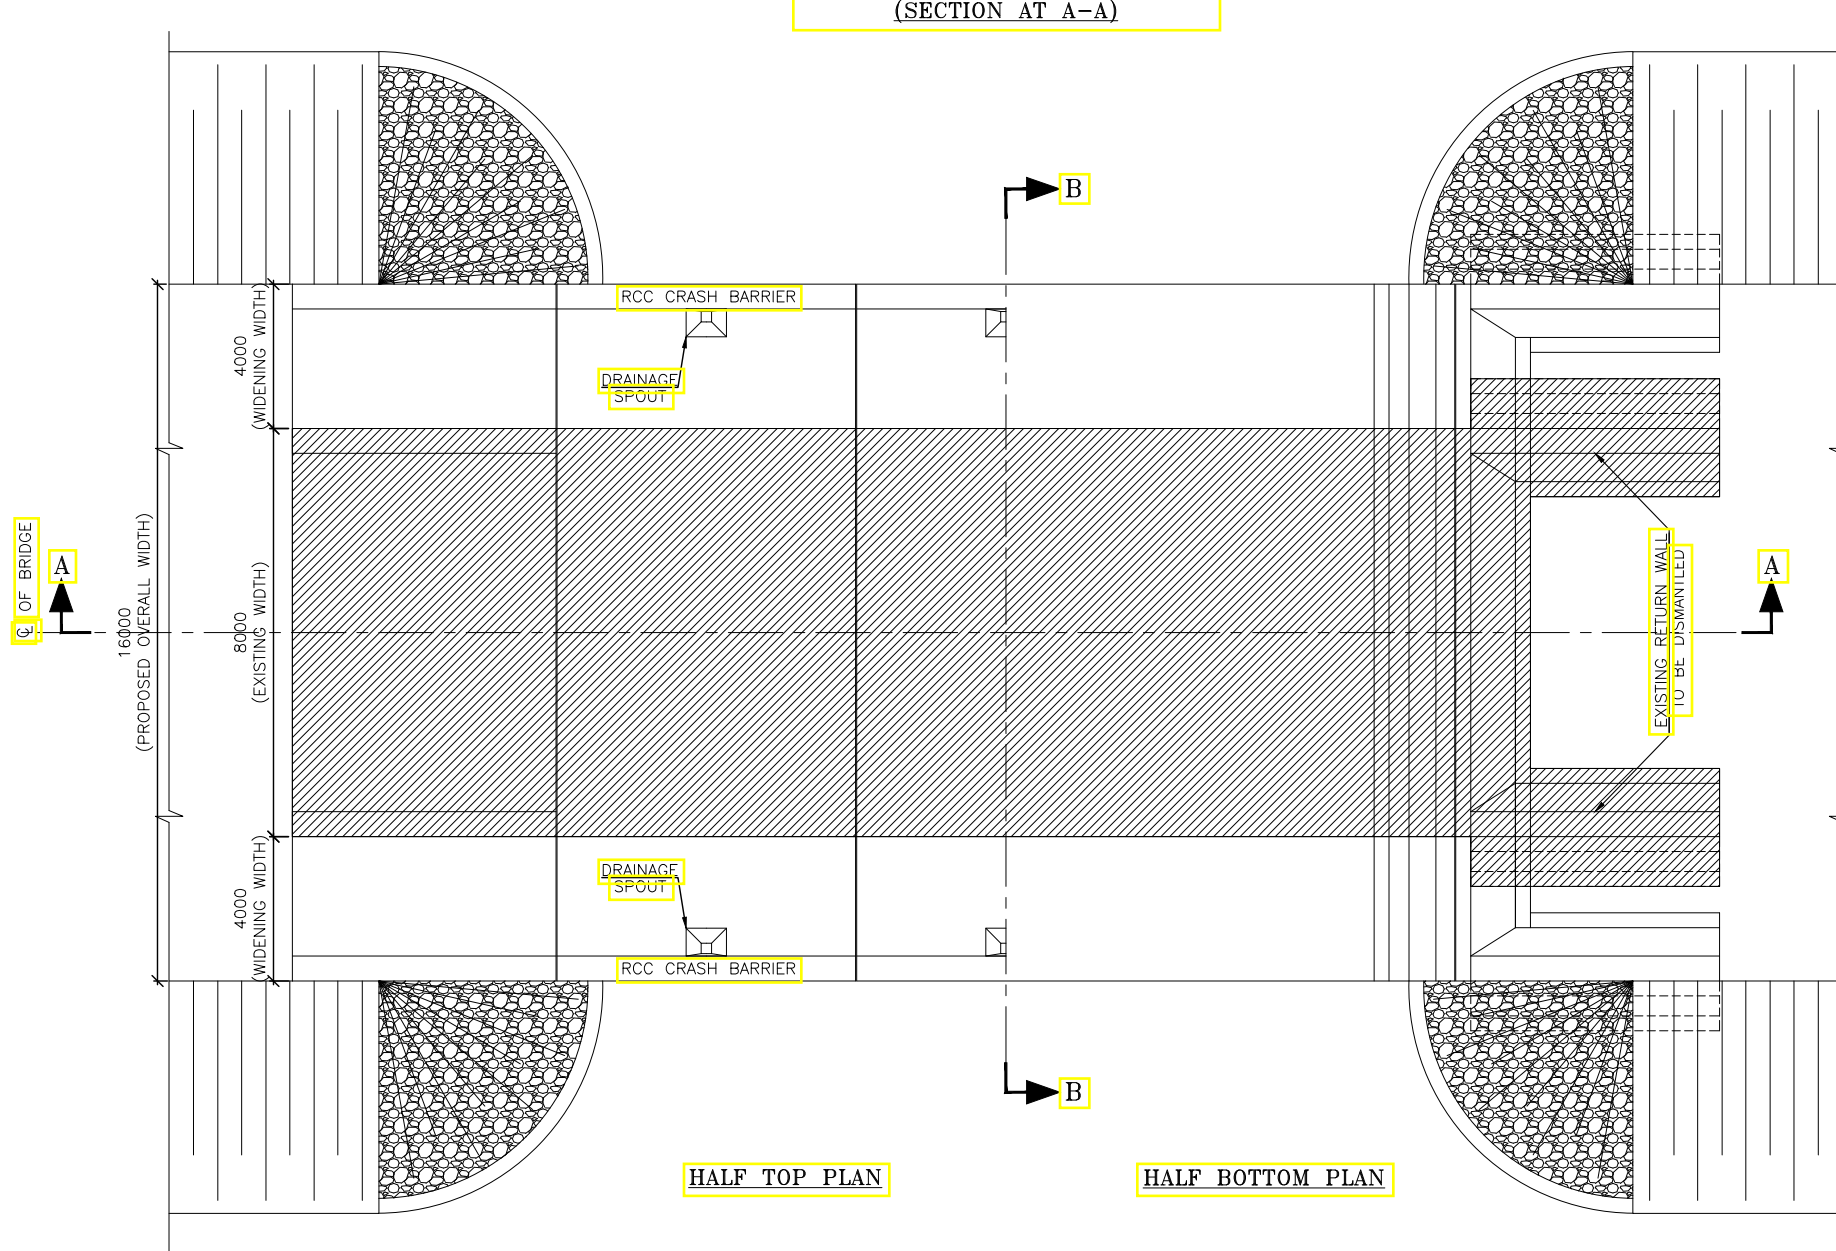 (SECTION AT A-A)
B
RCC CRASH BARRIER
4000
(WIDENING WIDTH)
DRAINAGE
SPOUT
℄ OF BRIDGE
A
16000
(PROPOSED OVERALL WIDTH)
8000
(EXISTING WIDTH)
EXISTING RETURN WALL
TO BE DISMANTLED
A
4000
(WIDENING WIDTH)
DRAINAGE
SPOUT
RCC CRASH BARRIER
B
HALF TOP PLAN
HALF BOTTOM PLAN